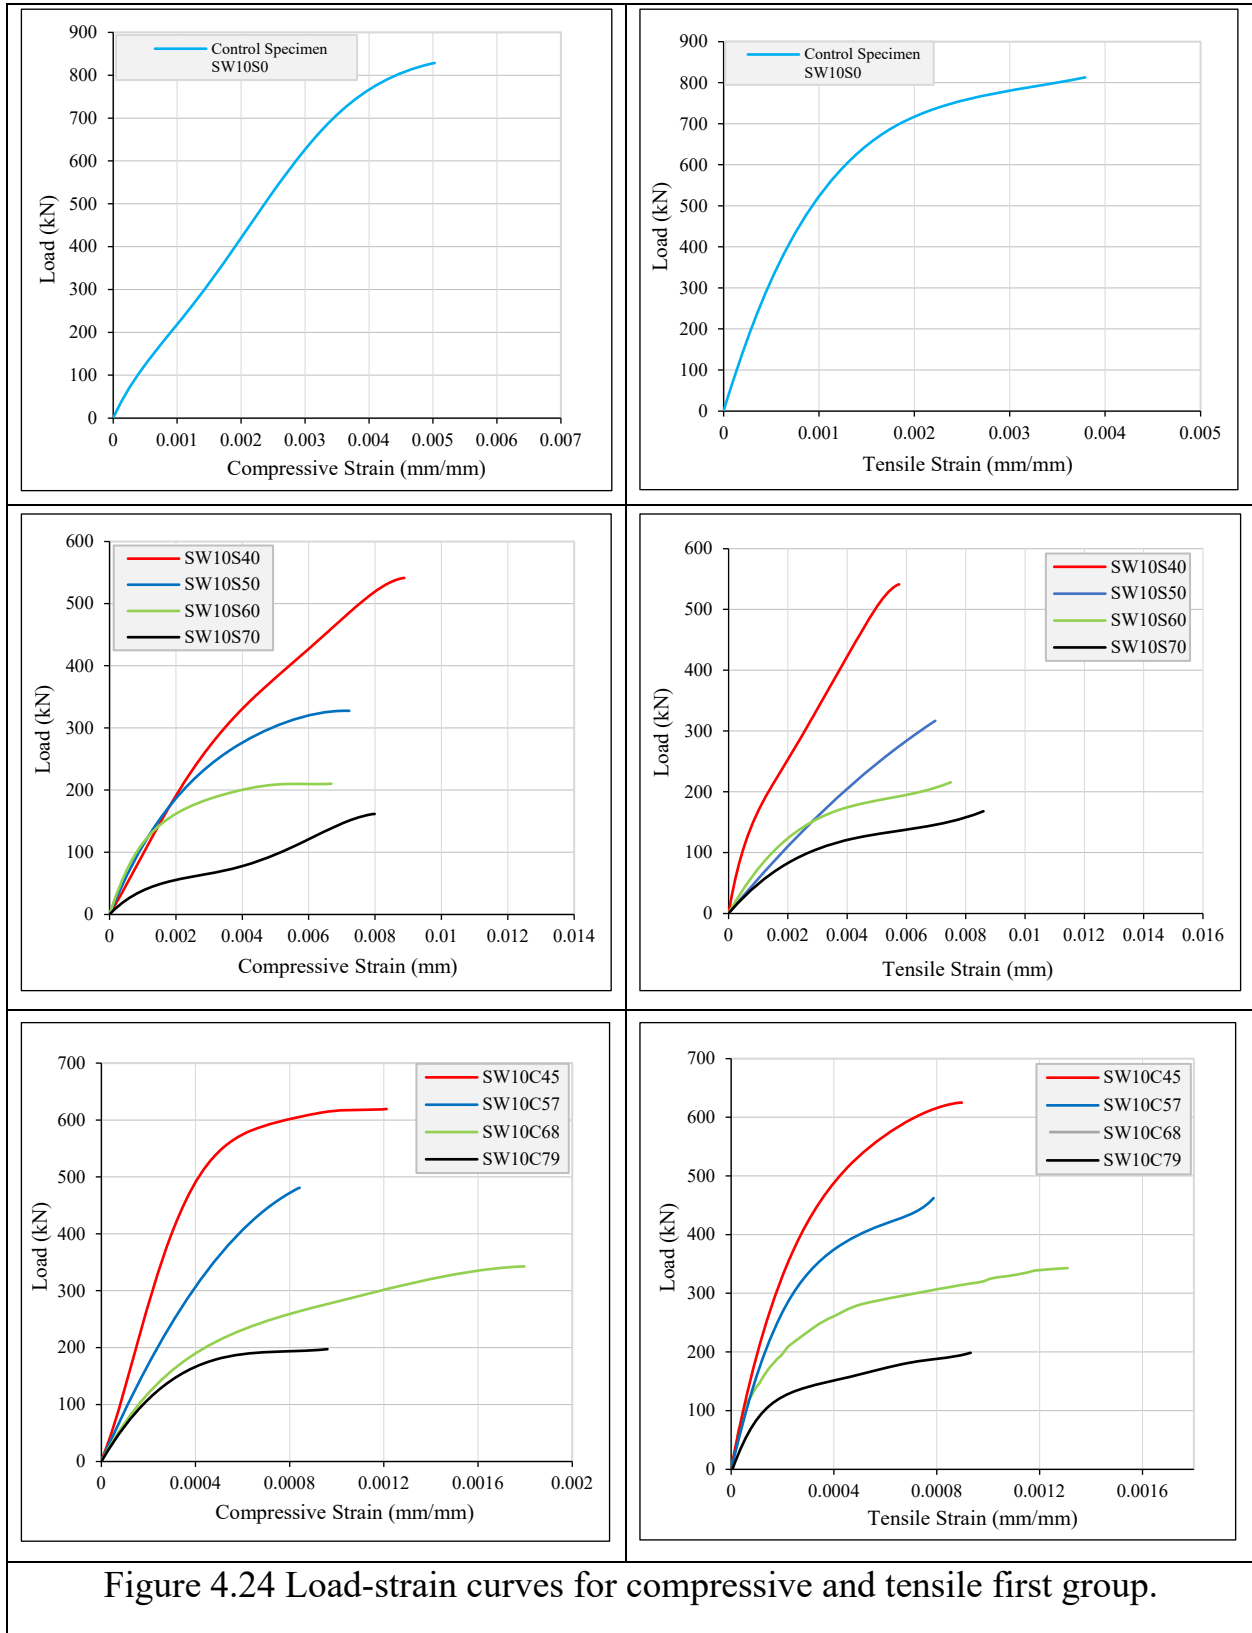 900
800
700
600
500
400
300
200
100
0
Load (kN)
Control Specimen
SW10S0
0 0.001 0.002 0.003 0.004 0.005 0.006 0.007
Compressive Strain (mm/mm)
900
800
700
600
500
400
300
200
100
0
Load (kN)
Control Specimen
SW10S0
0 0.001 0.002 0.003 0.004 0.005
Tensile Strain (mm/mm)
600
500
400
300
200
100
0
Load (kN)
SW10S40
SW10S50
SW10S60
SW10S70
0 0.002 0.004 0.006 0.008 0.01 0.012 0.014
Compressive Strain (mm)
600
500
400
300
200
100
0
Load (kN)
SW10S40
SW10S50
SW10S60
SW10S70
0 0.002 0.004 0.006 0.008 0.01 0.012 0.014 0.016
Tensile Strain (mm)
700
600
500
400
300
200
100
0
Load (kN)
SW10C45
SW10C57
SW10C68
SW10C79
0 0.0004 0.0008 0.0012 0.0016 0.002
Compressive Strain (mm/mm)
700
600
500
400
300
200
100
0
Load (kN)
SW10C45
SW10C57
SW10C68
SW10C79
0 0.0004 0.0008 0.0012 0.0016
Tensile Strain (mm/mm)
Figure 4.24 Load-strain curves for compressive and tensile first group.